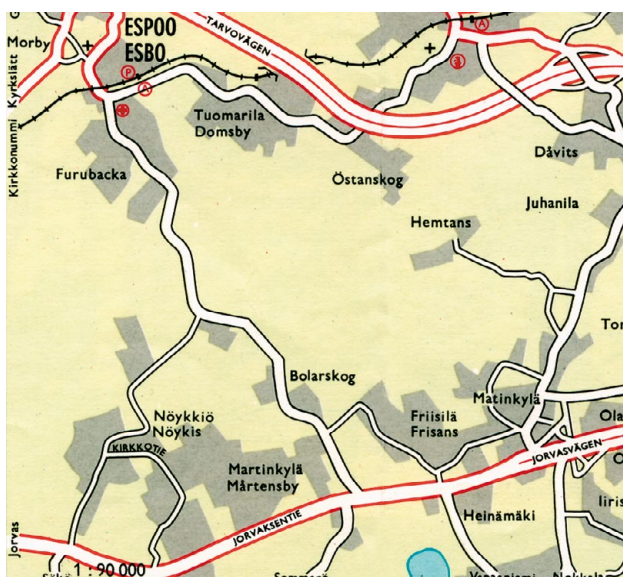 ESPOO
ESBO
TARVOVÄGEN
A
Morby
P
A
Kirkkonummi Kyrkslätt
Tuomarila
Domsby
Furubacka
Östanskog
Dåvits
Juhanila
Hemtans
Bolarskog
Matinkylä
Nöykkiö
Nöykis
Friisilä
Frisans
KIRKKOTIE
Martinkylä
Mårtensby
JORVASVÄGEN
JORVAKSENTIE
Heinämäki
Jorvas
1 : 90 000